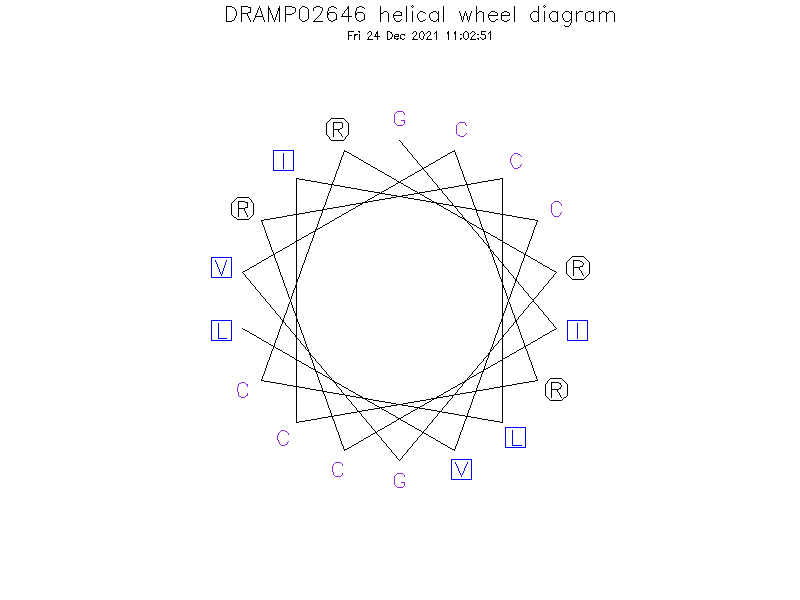 DRAMP02646 helical wheel diagram
Fri 24 Dec 2021 11:02:51
G
R C
I C
R C
V R
L I
C R
C L
C V
G